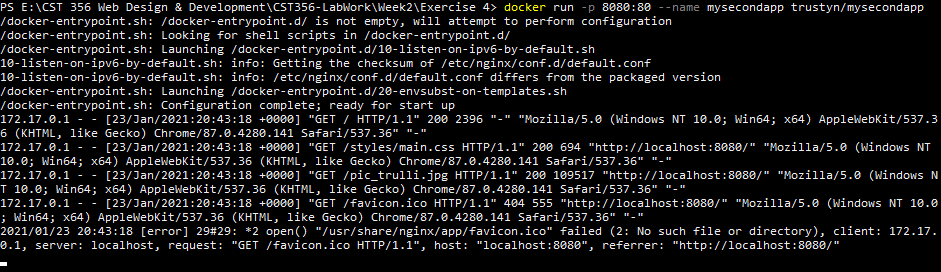 PS E:\CST 356 Web Design & Development\CST356-LabWork\Week2\Exercise 4> docker run -p 8080:80 --name mysecondapp trustyn/mysecondapp
/docker-entrypoint.sh: /docker-entrypoint.d/ is not empty, will attempt to perform configuration
/docker-entrypoint.sh: Looking for shell scripts in /docker-entrypoint.d/
/docker-entrypoint.sh: Launching /docker-entrypoint.d/10-listen-on-ipv6-by-default.sh
10-listen-on-ipv6-by-default.sh: info: Getting the checksum of /etc/nginx/conf.d/default.conf
10-listen-on-ipv6-by-default.sh: info: /etc/nginx/conf.d/default.conf differs from the packaged version
/docker-entrypoint.sh: Launching /docker-entrypoint.d/20-envsubst-on-templates.sh
/docker-entrypoint.sh: Configuration complete; ready for start up
172.17.0.1 - - [23/Jan/2021:20:43:18 +0000] "GET / HTTP/1.1" 200 2396 "-" "Mozilla/5.0 (Windows NT 10.0; Win64; x64) AppleWebKit/537.3
6 (KHTML, like Gecko) Chrome/87.0.4280.141 Safari/537.36" "-"
172.17.0.1 - - [23/Jan/2021:20:43:18 +0000] "GET /styles/main.css HTTP/1.1" 200 694 "http://localhost:8080/" "Mozilla/5.0 (Windows NT
10.0; Win64; x64) AppleWebKit/537.36 (KHTML, like Gecko) Chrome/87.0.4280.141 Safari/537.36" "-"
172.17.0.1 - - [23/Jan/2021:20:43:18 +0000] "GET /pic_trulli.jpg HTTP/1.1" 200 109517 "http://localhost:8080/" "Mozilla/5.0 (Windows N
T 10.0; Win64; x64) AppleWebKit/537.36 (KHTML, like Gecko) Chrome/87.0.4280.141 Safari/537.36" "-"
172.17.0.1 - - [23/Jan/2021:20:43:18 +0000] "GET /favicon.ico HTTP/1.1" 404 555 "http://localhost:8080/" "Mozilla/5.0 (Windows NT 10.0
; Win64; x64) AppleWebKit/537.36 (KHTML, like Gecko) Chrome/87.0.4280.141 Safari/537.36" "-"
2021/01/23 20:43:18 [error] 29#29: *2 open() "/usr/share/nginx/app/favicon.ico" failed (2: No such file or directory), client: 172.17.
0.1, server: localhost, request: "GET /favicon.ico HTTP/1.1", host: "localhost:8080", referrer: "http://localhost:8080/"